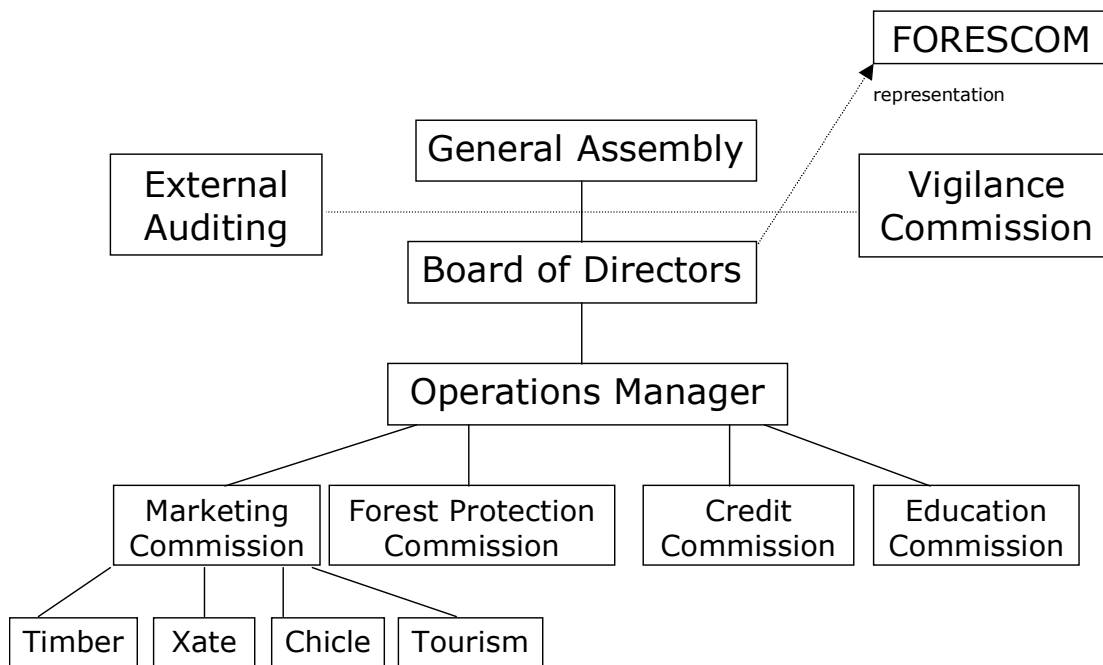 FORESCOM
representation
General Assembly
External
Auditing
Vigilance
Commission
Board of Directors
Operations Manager
Marketing
Commission
Forest Protection
Commission
Credit
Commission
Education
Commission
Timber
Xate
Chicle
Tourism